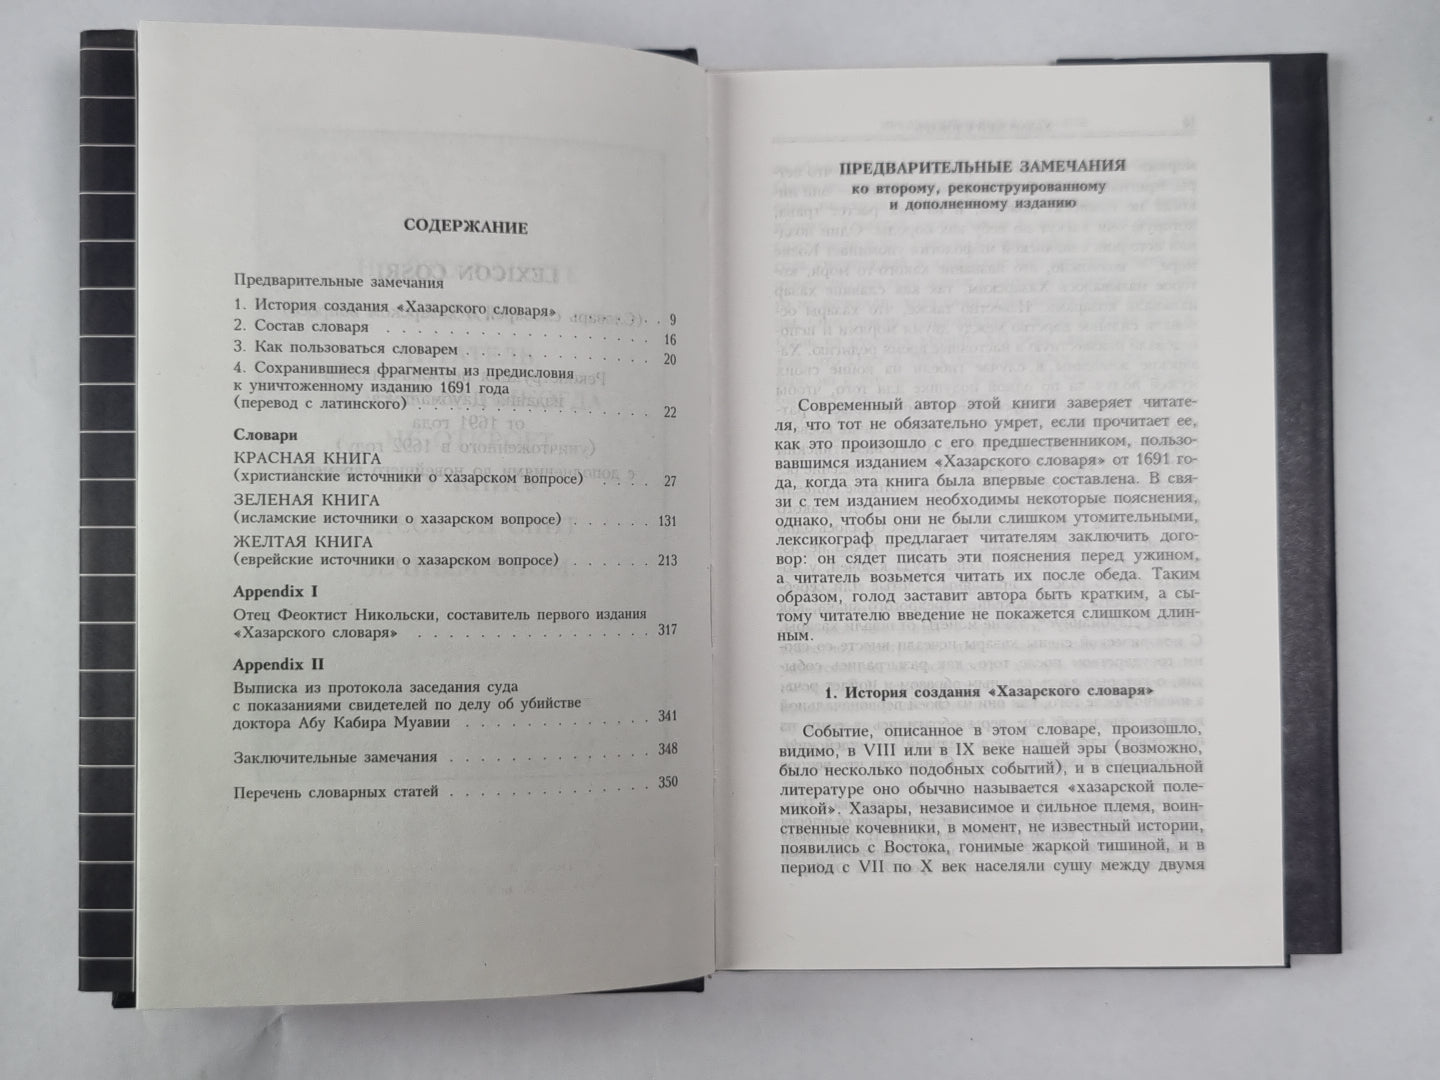 СОДЕРЖАНИЕ
Предварительные замечания
1. История создания «Хазарского словаря» . . . . . . 9
2. Состав словаря . . . . . . . . . . . . . . . . 16
3. Как пользоваться словарем . . . . . . . . . . . 20
4. Сохранившиеся фрагменты из предисловия
к уничтоженному изданию 1691 года
(перевод с латинского) . . . . . . . . . . . . . . 22
Словари
КРАСНАЯ КНИГА
(христианские источники о хазарском вопросе) . . . . 27
ЗЕЛЕНАЯ КНИГА
(исламские источники о хазарском вопросе) . . . . . . 131
ЖЕЛТАЯ КНИГА
(еврейские источники о хазарском вопросе) . . . . . . 213
Appendix I
Отец Феоктист Никольски, составитель первого издания
«Хазарского словаря» . . . . . . . . . . . . . . . 317
Appendix II
Выписка из протокола заседания суда
с показаниями свидетелей по делу об убийстве
доктора Абу Кабира Муавии . . . . . . . . . . . . 341
Заключительные замечания . . . . . . . . . . . . . 348
Перечень словарных статей . . . . . . . . . . . . . 350
ПРЕДВАРИТЕЛЬНЫЕ ЗАМЕЧАНИЯ
ко второму, реконструированному
и дополненному изданию
Современный автор этой книги заверяет читате-
ля, что тот не обязательно умрет, если прочитает ее,
как это произошло с его предшественником, пользо-
вавшимся изданием «Хазарского словаря» от 1691 го-
да, когда эта книга была впервые составлена. В свя-
зи с тем изданием необходимы некоторые пояснения,
однако, чтобы они не были слишком утомительными,
лексикограф предлагает читателям заключить дого-
вор: он сядет писать эти пояснения перед ужином,
а читатель возьмется читать их после обеда. Таким
образом, голод заставит автора быть кратким, а сы-
тому читателю введение не покажется слишком длин-
ным.
1. История создания «Хазарского словаря»
Событие, описанное в этом словаре, произошло,
видимо, в VIII или в IX веке нашей эры (возможно,
было несколько подобных событий), и в специальной
литературе оно обычно называется «хазарской поле-
микой». Хазары, независимое и сильное племя, воин-
ственные кочевники, в момент, не известный истории,
появились с Востока, гонимые жаркой тишиной, и в
период с VII по X век населяли сушу между двумя